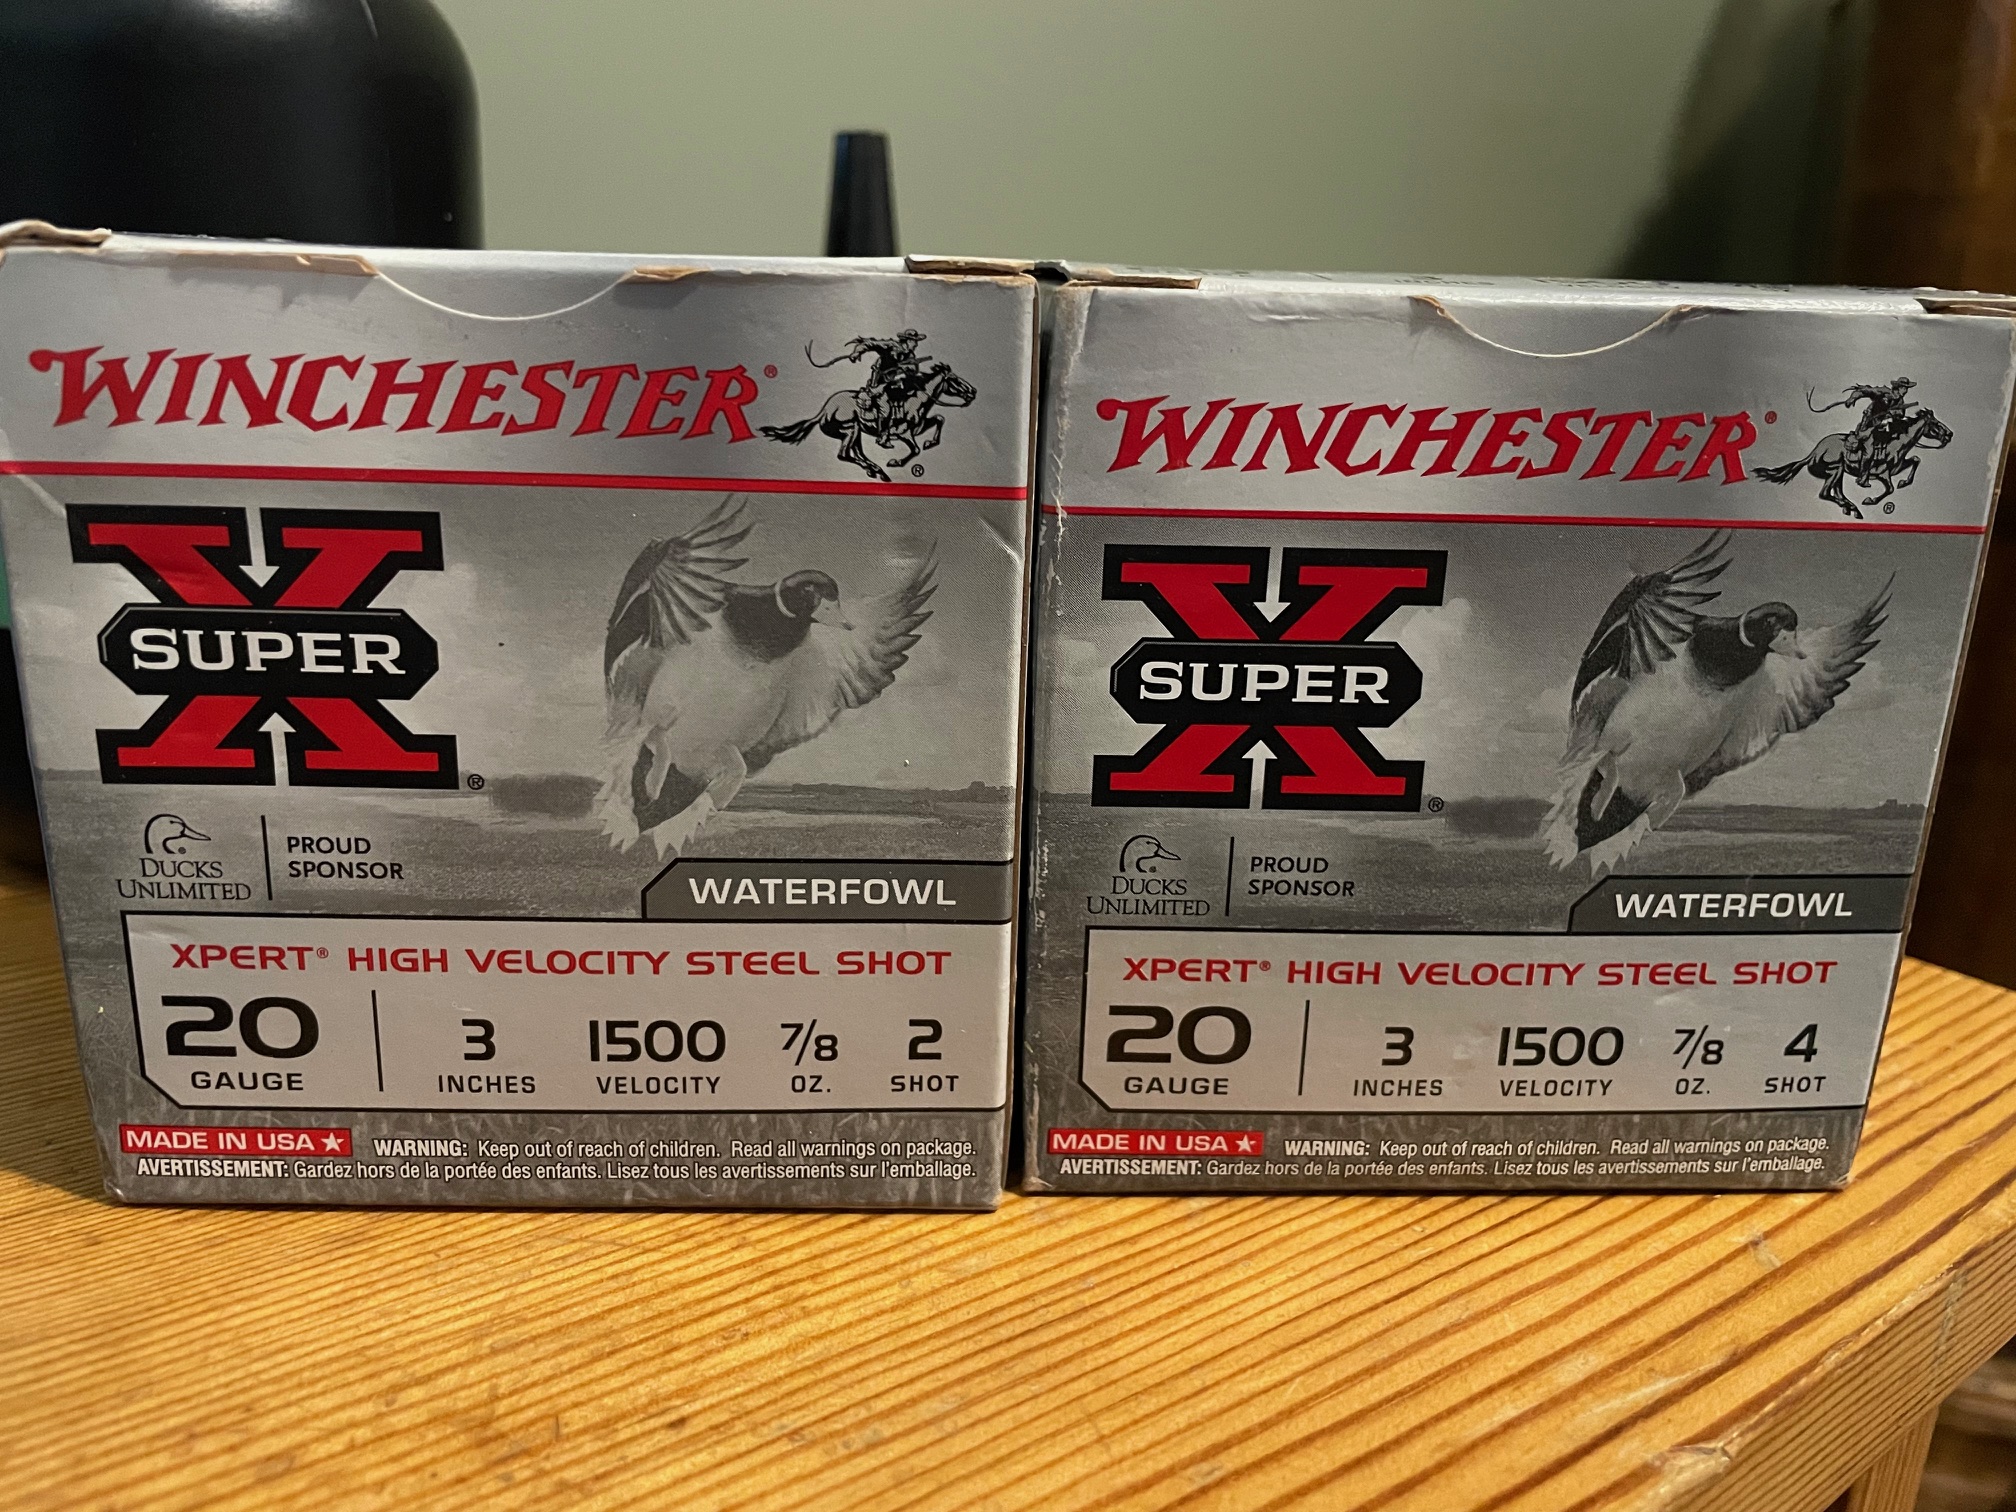 WINCHESTER®
X
SUPER
®
DUCKS
UNLIMITED
PROUD
SPONSOR
WATERFOWL
XPERT® HIGH VELOCITY STEEL SHOT
20 3 1500 7/8 2
GAUGE INCHES VELOCITY OZ. SHOT
MADE IN USA WARNING: Keep out of reach of children. Read all warnings on package.
AVERTISSEMENT: Gardez hors de la portée des enfants. Lisez tous les avertissements sur l'emballage.
WINCHESTER®
X
SUPER
®
DUCKS
UNLIMITED
PROUD
SPONSOR
WATERFOWL
XPERT® HIGH VELOCITY STEEL SHOT
20 3 1500 7/8 4
GAUGE INCHES VELOCITY OZ. SHOT
MADE IN USA WARNING: Keep out of reach of children. Read all warnings on package.
AVERTISSEMENT: Gardez hors de la portée des enfants. Lisez tous les avertissements sur l'emballage.